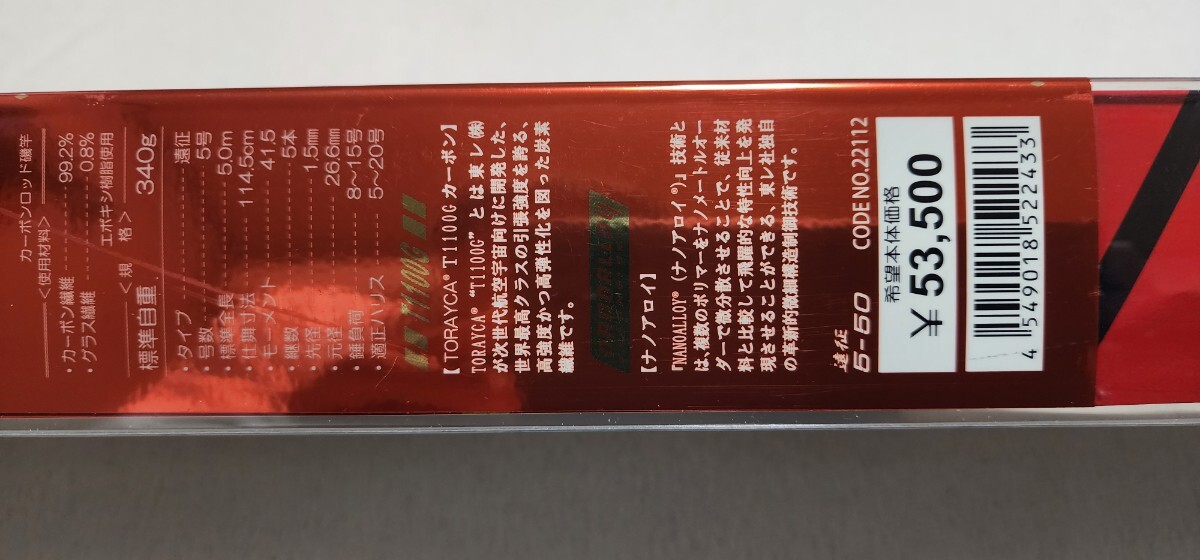 カーボンロッド磯竿
＜使用材料＞
・カーボン繊維 99.2%
・グラス繊維 0.8%
エポキシ樹脂使用
＜規 格＞
標準自重 340g
・タイプ 遠征
・号数 5号
・標準全長 5.0m
・仕舞寸法 114.5cm
・モーメント 41.5
・継数 5本
・先径 1.5mm
・元径 29.6mm
・錘負荷 8〜15号
・適正ハリス 5〜20号
T1100G
【TORAYCA® T1100Gカーボン】
TORAYCA® “T1100G” とは東レ(株)
が次世代航空宇宙向けに開発した、
世界最高クラスの引張強度を誇る、
高強度かつ高弾性化を図った炭素
繊維です。
【ナノアロイ】
『NANOALLOY®(ナノアロイ®)』技術と
は、複数のポリマーをナノメートルオー
ダーで微分散させることで、従来材
料と比較して飛躍的な特性向上を発
現させることができる、東レ社独自
の革新的微細構造制御技術です。
遠征
5-50 CODE NO.22112
希望本体価格
¥53,500
4 549018 522433